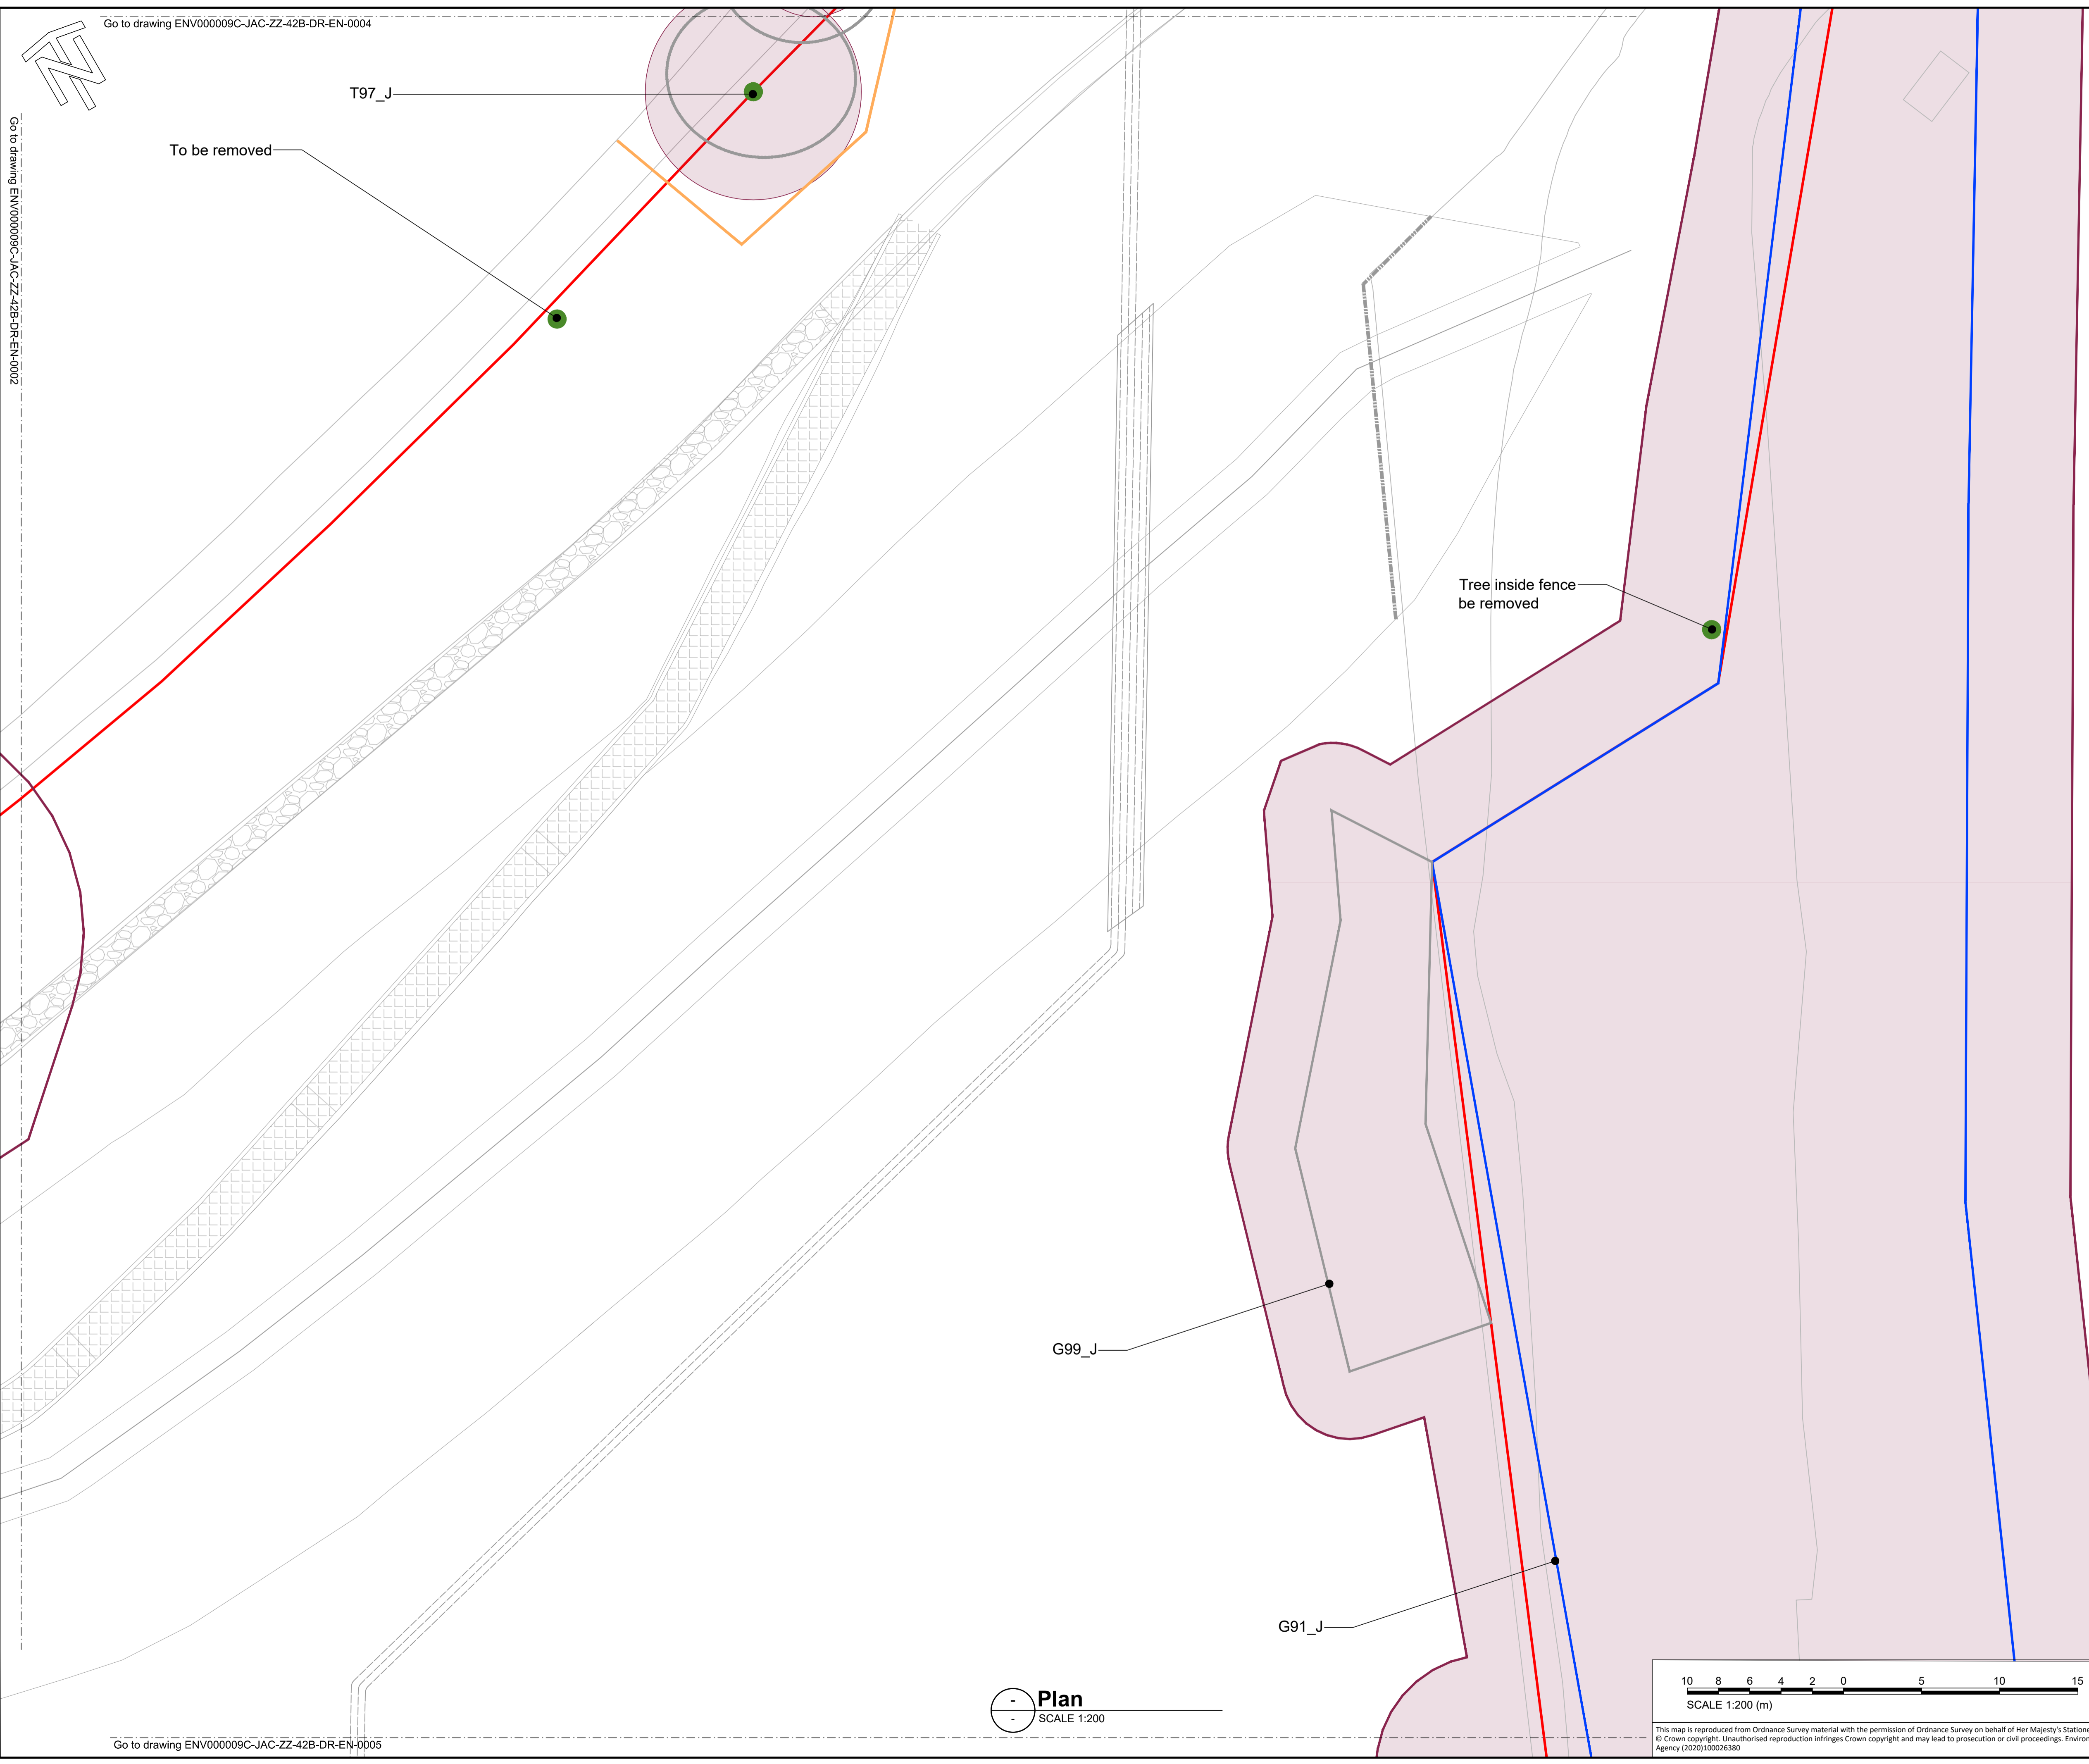 Go to drawing ENV000009C-JAC-ZZ-42B-DR-EN-0004
N
Go to drawing ENV000009C-JAC-ZZ-42B-DR-EN-0002
T97_J
To be removed
Tree inside fence
be removed
G99_J
G91_J
-
-
Plan
SCALE 1:200
10 8 6 4 2 0 5 10 15
SCALE 1:200 (m)
This map is reproduced from Ordnance Survey material with the permission of Ordnance Survey on behalf of Her Majesty's
© Crown copyright. Unauthorised reproduction infringes Crown copyright and may lead to prosecution or civil proceedings.
Agency (2020)100026380
Go to drawing ENV000009C-JAC-ZZ-42B-DR-EN-0005